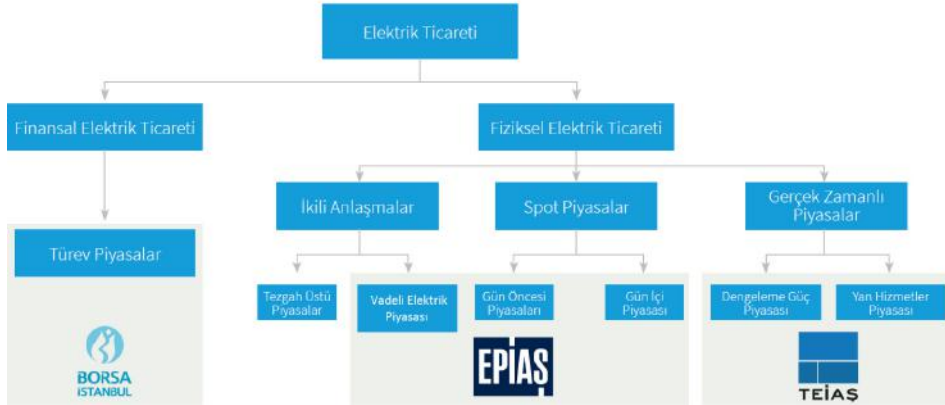 Elektrik Ticareti
Finansal Elektrik Ticareti
Fiziksel Elektrik Ticareti
İkili Anlaşmalar
Spot Piyasalar
Gerçek Zamanlı
Piyasalar
Türev Piyasalar
Tezgah Üstü
Piyasalar
Vadeli Elektrik
Piyasası
Gün Öncesi
Piyasaları
Gün İçi
Piyasası
Dengeleme Güç
Piyasası
Yan Hizmetler
Piyasası
BORSA
İSTANBUL
EPİAŞ
TEİAŞ